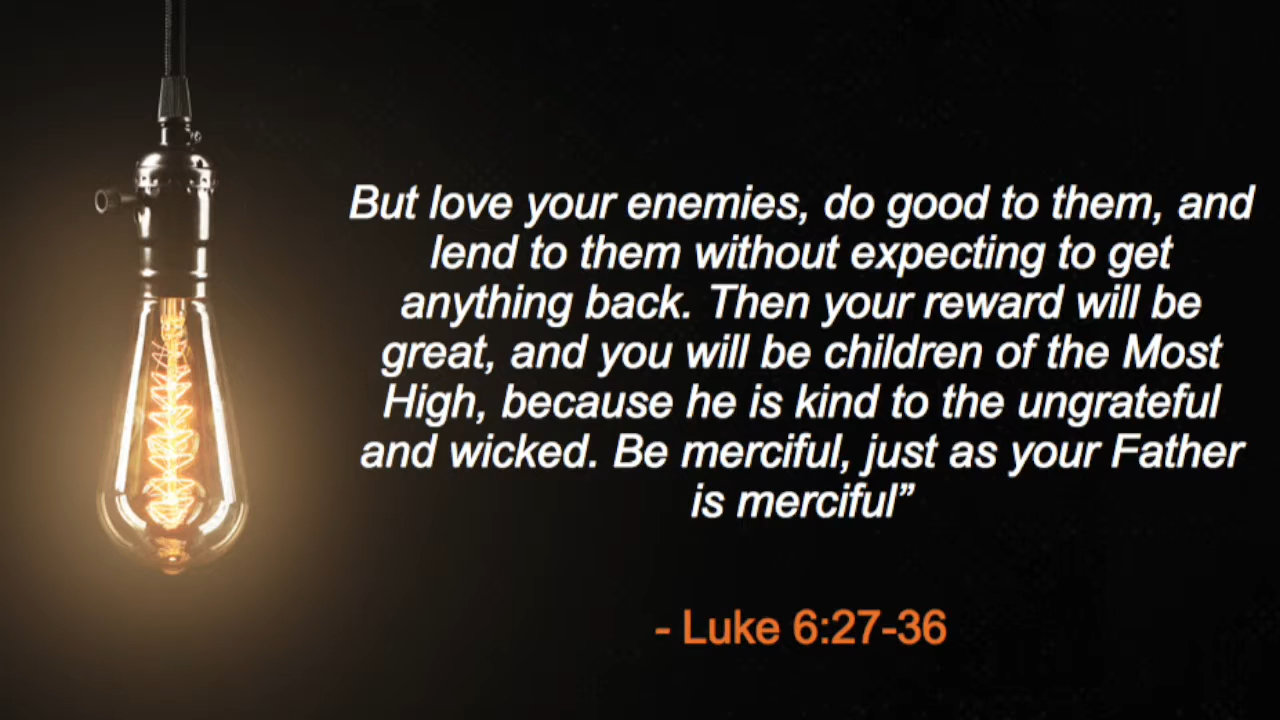 But love your enemies, do good to them, and
lend to them without expecting to get
anything back. Then your reward will be
great, and you will be children of the Most
High, because he is kind to the ungrateful
and wicked. Be merciful, just as your Father
is merciful”
- Luke 6:27-36